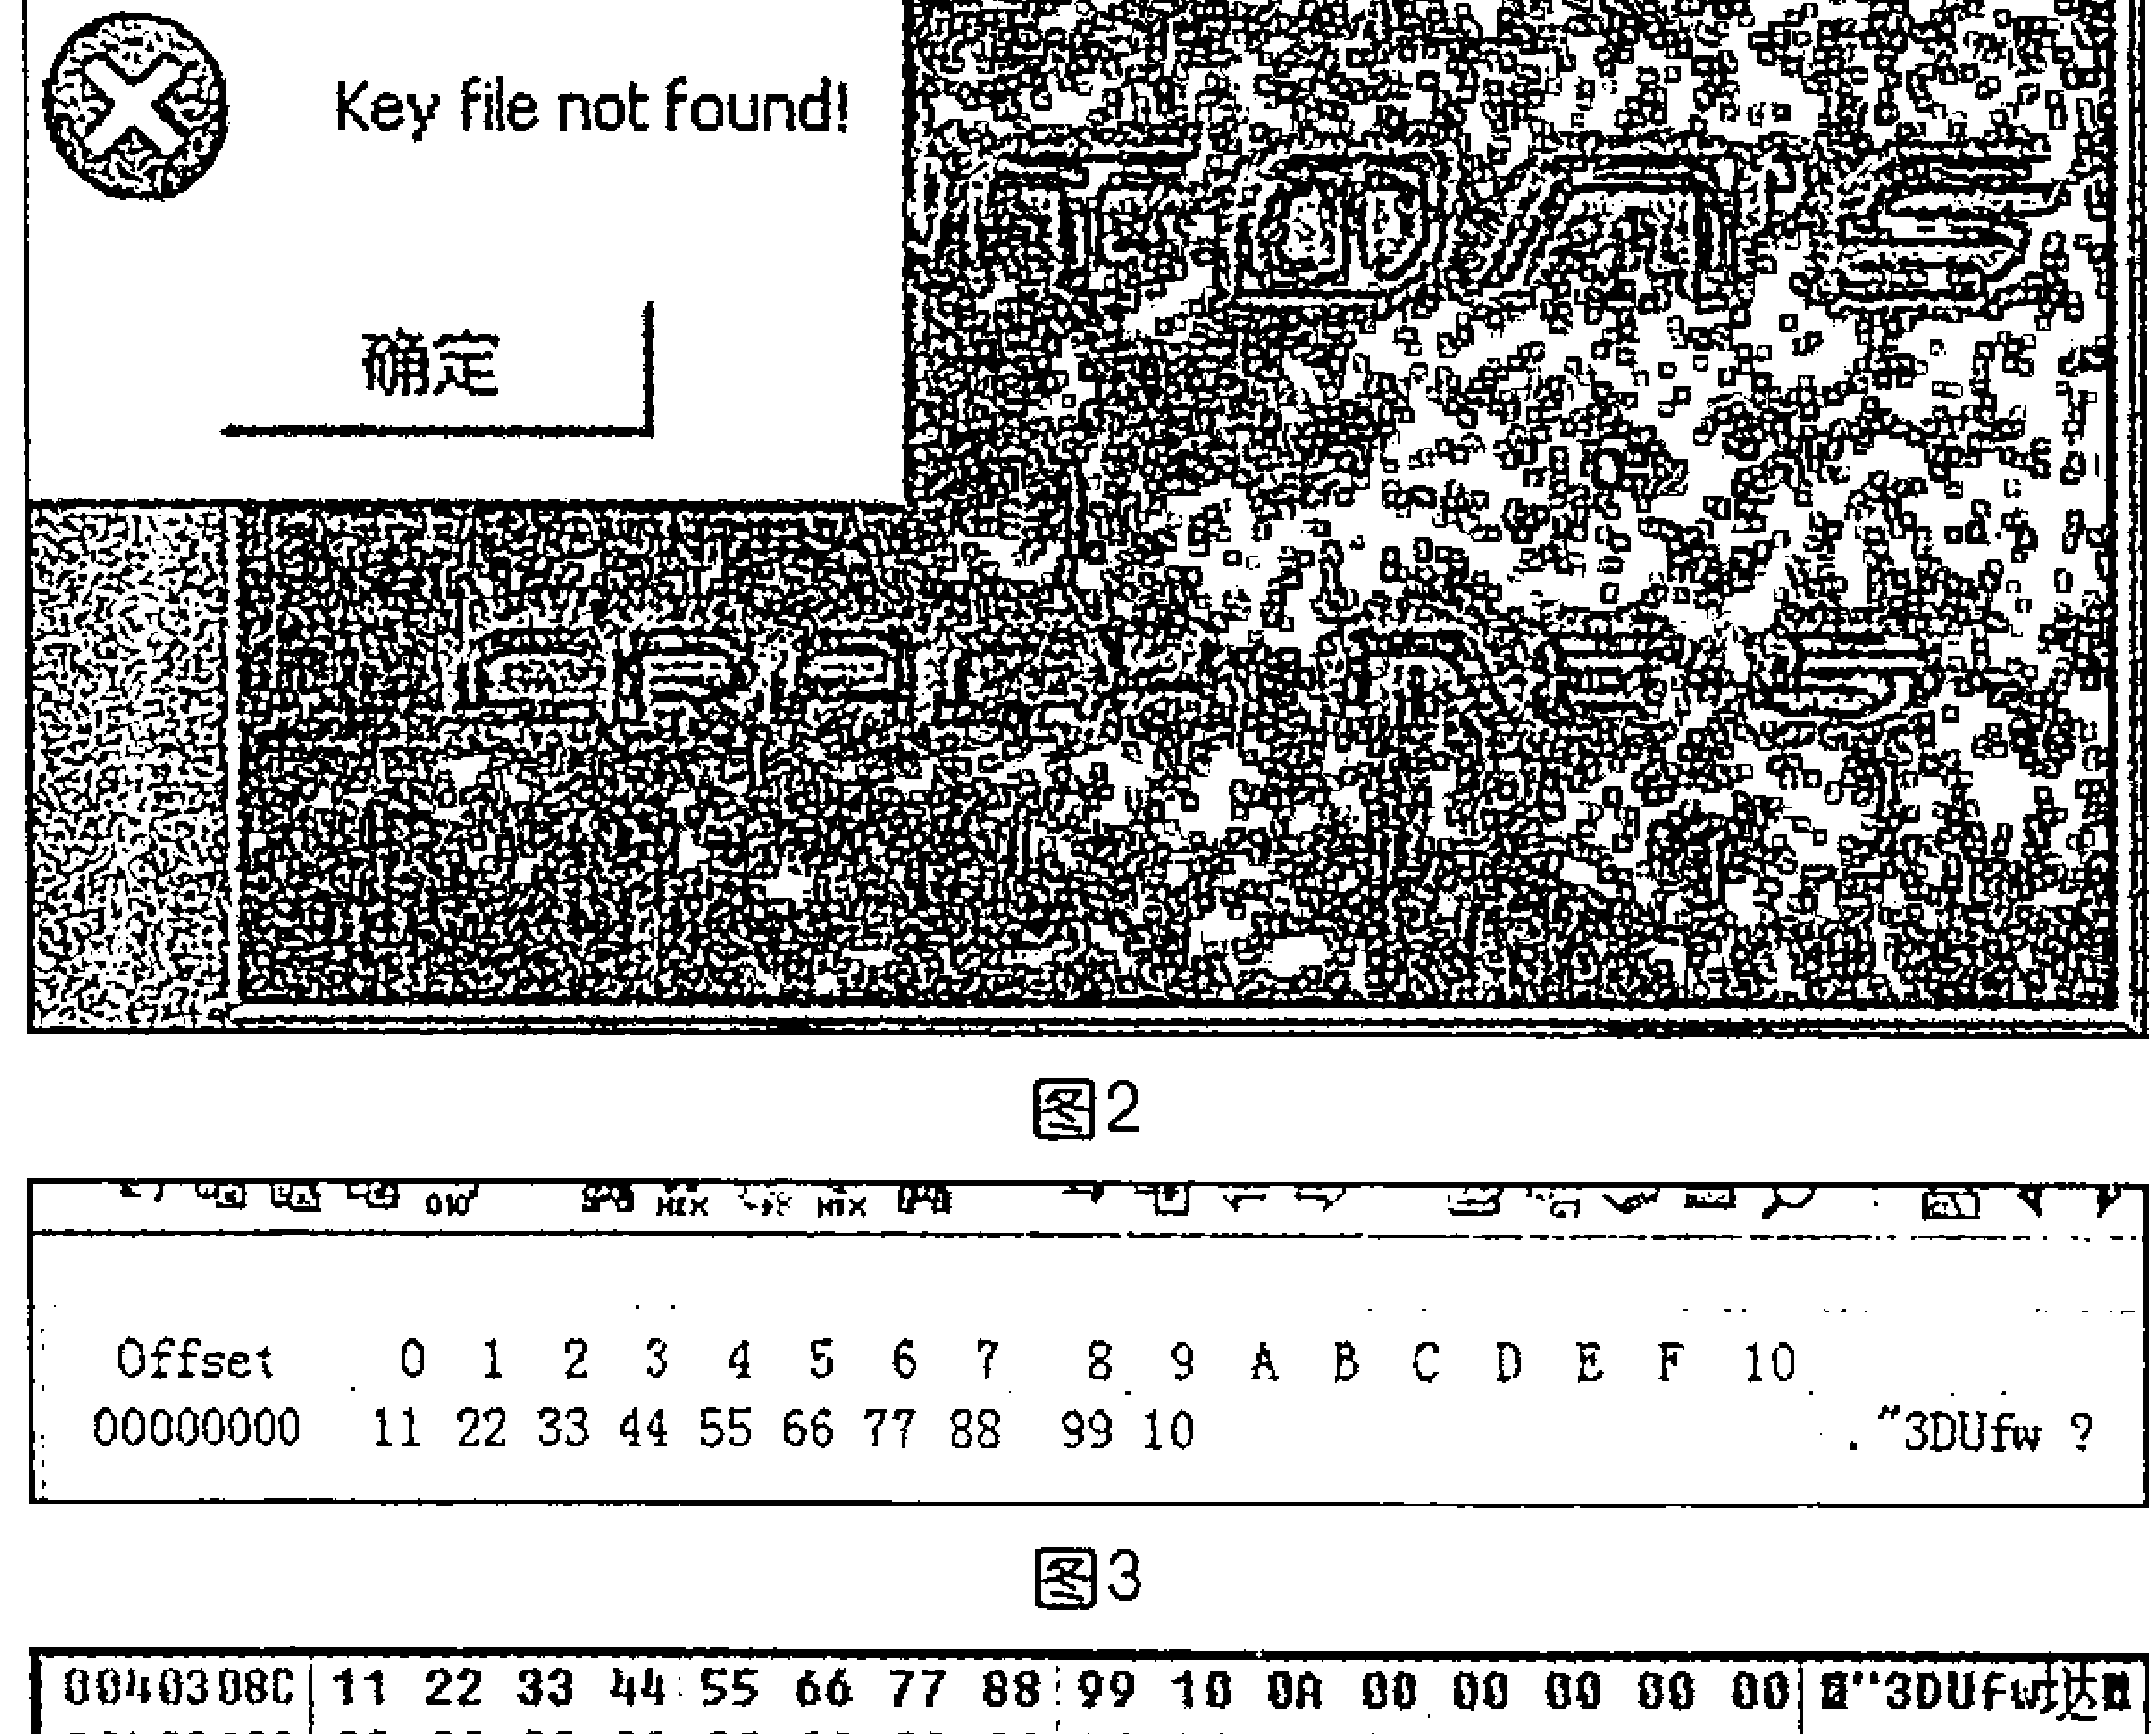 Key file not found!
确定
图2
Offset 0 1 2 3 4 5 6 7 8 9 A B C D E F 10
00000000 11 22 33 44 55 66 77 88 99 10 ."3DUfw ?
图3
0040308C 11 22 33 44 55 66 77 88 99 10 0A 00 00 00 00 00 "3DUfw